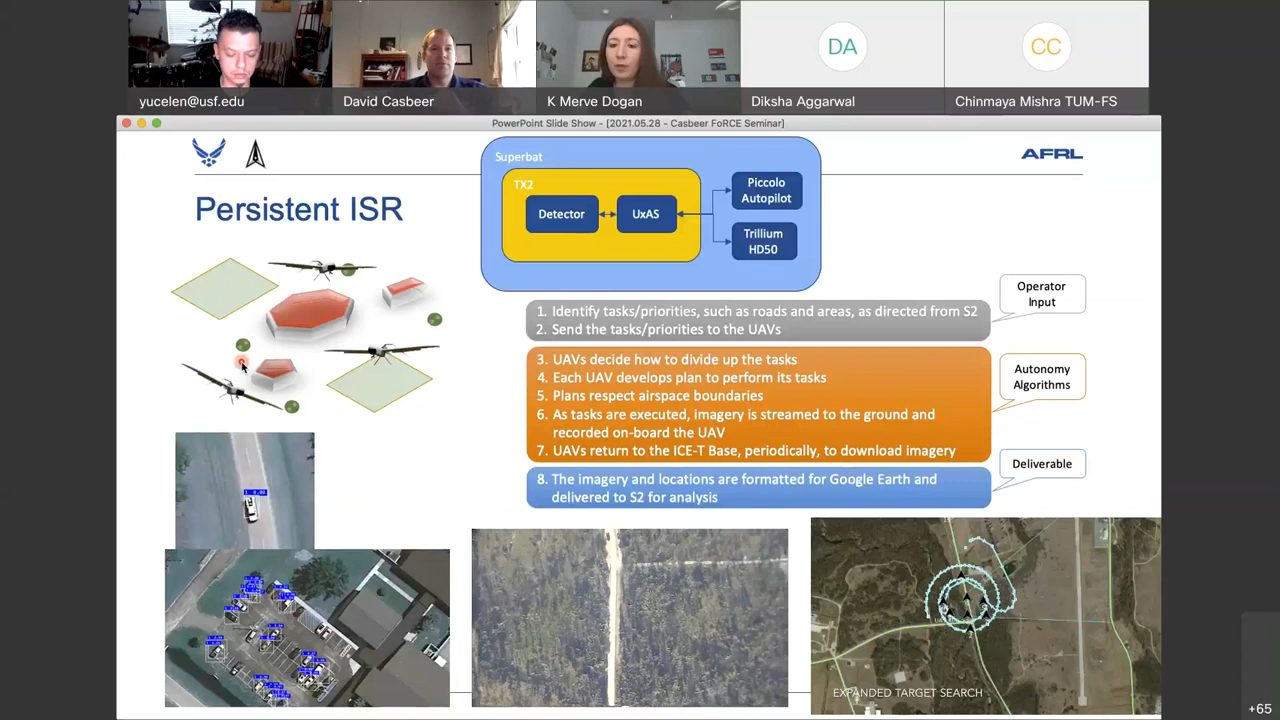 yucelen@usf.edu
David Casbeer
K Merve Dogan
DA
Diksha Aggarwal
CC
Chinmaya Mishra TUM-FS
PowerPoint Slide Show - [2021.05.28 - Casbeer FoRCE Seminar]
AFRL
Persistent ISR
Superbat
TX2
Detector
UxAS
Piccolo
Autopilot
Trillium
HD50
1. Identify tasks/priorities, such as roads and areas, as directed from S2
2. Send the tasks/priorities to the UAVs
Operator
Input
3. UAVs decide how to divide up the tasks
4. Each UAV develops plan to perform its tasks
5. Plans respect airspace boundaries
6. As tasks are executed, imagery is streamed to the ground and
recorded on-board the UAV
7. UAVs return to the ICE-T Base, periodically, to download imagery
Autonomy
Algorithms
8. The imagery and locations are formatted for Google Earth and
delivered to S2 for analysis
Deliverable
EXPANDED TARGET SEARCH
+65